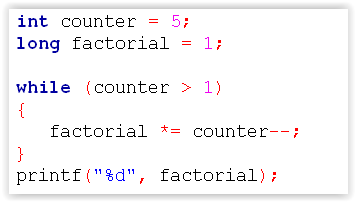 int counter = 5;
long factorial = 1;

while (counter > 1)
{
   factorial *= counter--;
}
printf("%d", factorial);